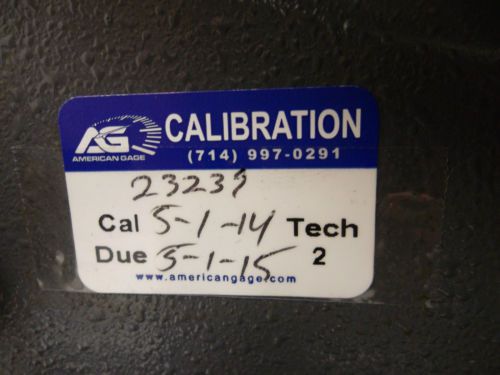 AG CALIBRATION
AMERICAN GAGE (714) 997-0291
23239
Cal 5-1-14 Tech
Due 5-1-15 2
www.americangage.com